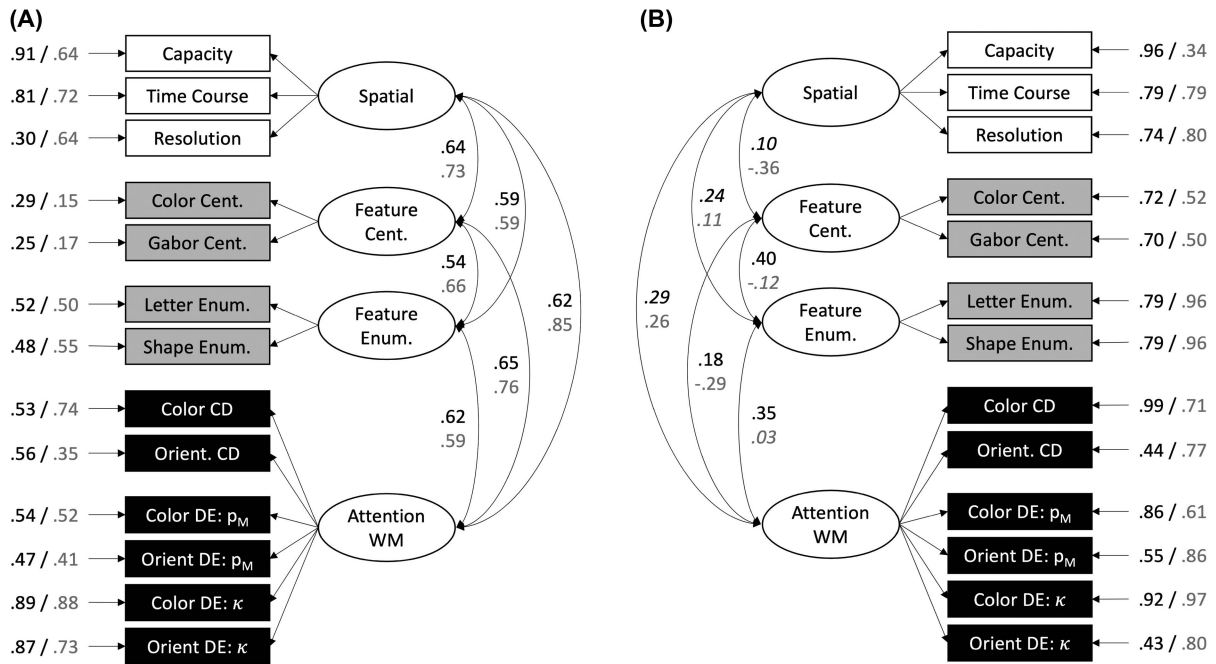 (A)
.91 / .64
Capacity
.81 / .72
Time Course
.30 / .64
Resolution
Spatial
.29 / .15
Color Cent.
.25 / .17
Gabor Cent.
Feature
Cent.
.52 / .50
Letter Enum.
.48 / .55
Shape Enum.
Feature
Enum.
.53 / .74
Color CD
.56 / .35
Orient. CD
.54 / .52
Color DE: pM
.47 / .41
Orient DE: pM
.89 / .88
Color DE: κ
.87 / .73
Orient DE: κ
Attention
WM
.64
.73
.59
.59
.54
.66
.62
.85
.65
.76
.62
.59
(B)
Spatial
Capacity
.96 / .34
Time Course
.79 / .79
Resolution
.74 / .80
Feature
Cent.
Color Cent.
.72 / .52
Gabor Cent.
.70 / .50
Feature
Enum.
Letter Enum.
.79 / .96
Shape Enum.
.79 / .96
Attention
WM
Color CD
.99 / .71
Orient. CD
.44 / .77
Color DE: pM
.86 / .61
Orient DE: pM
.55 / .86
Color DE: κ
.92 / .97
Orient DE: κ
.43 / .80
.10
-.36
.24
.11
.40
-.12
.29
.26
.18
-.29
.35
.03